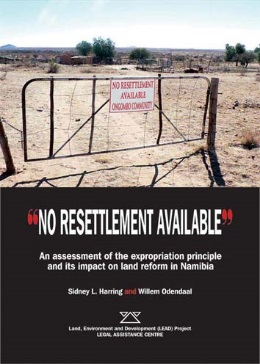 NO RESETTLEMENT
AVAILABLE
ONGOMBO COMMUNITY
"NO RESETTLEMENT AVAILABLE"
An assessment of the expropriation principle
and its impact on land reform in Namibia
Sidney L. Harring and Willem Odendaal
Land, Environment and Development (LEAD) Project
LEGAL ASSISTANCE CENTRE